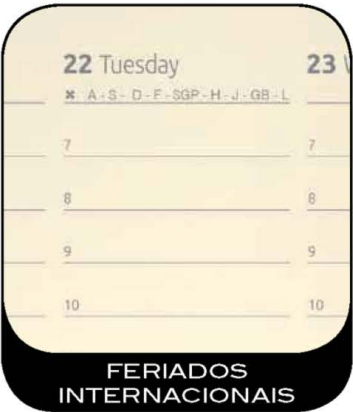 22 Tuesday
✖ A - S - D - F - SGP - H - J - GB - L
7
8
9
10
23
7
8
9
10
FERIADOS
INTERNACIONAIS